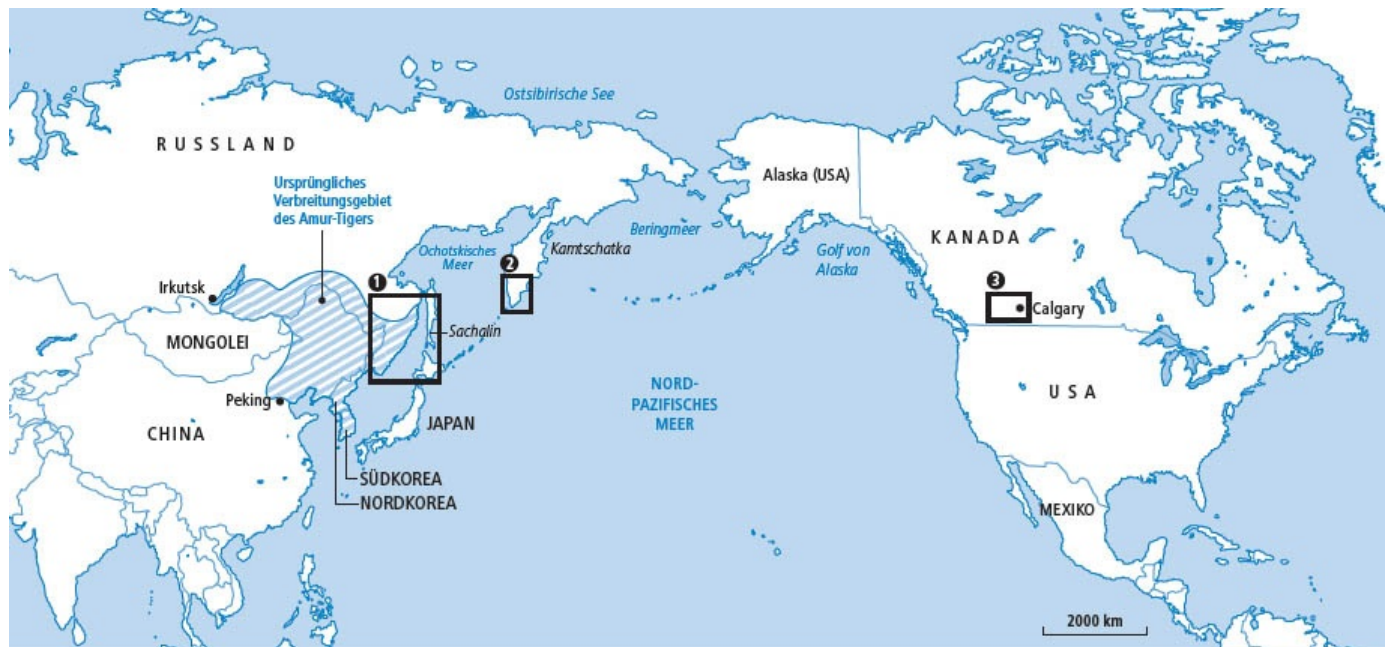 Ostsibirische See
RUSSLAND
Ursprüngliches
Verbreitungsgebiet
des Amur-Tigers
Alaska (USA)
Beringmeer
Kamtschatka
Ochotskisches
Meer
Golf von
Alaska
KANADA
1
2
3
Irkutsk
Calgary
Sachalin
MONGOLEI
Peking
NORD-
PAZIFISCHES
MEER
USA
CHINA
JAPAN
SÜDKOREA
NORDKOREA
MEXIKO
2000 km